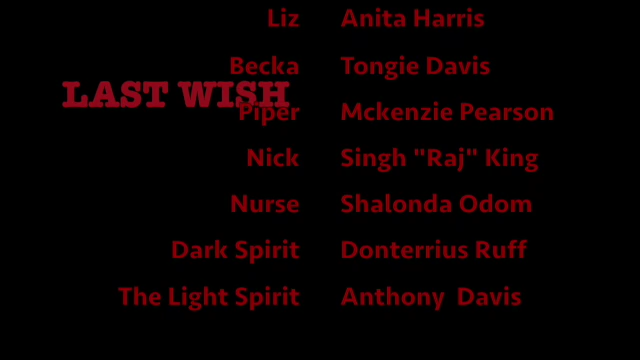 Liz Anita Harris
Becka Tongie Davis
LAST WISH
Piper Mckenzie Pearson
Nick Singh "Raj" King
Nurse Shalonda Odom
Dark Spirit Donterrius Ruff
The Light Spirit Anthony Davis